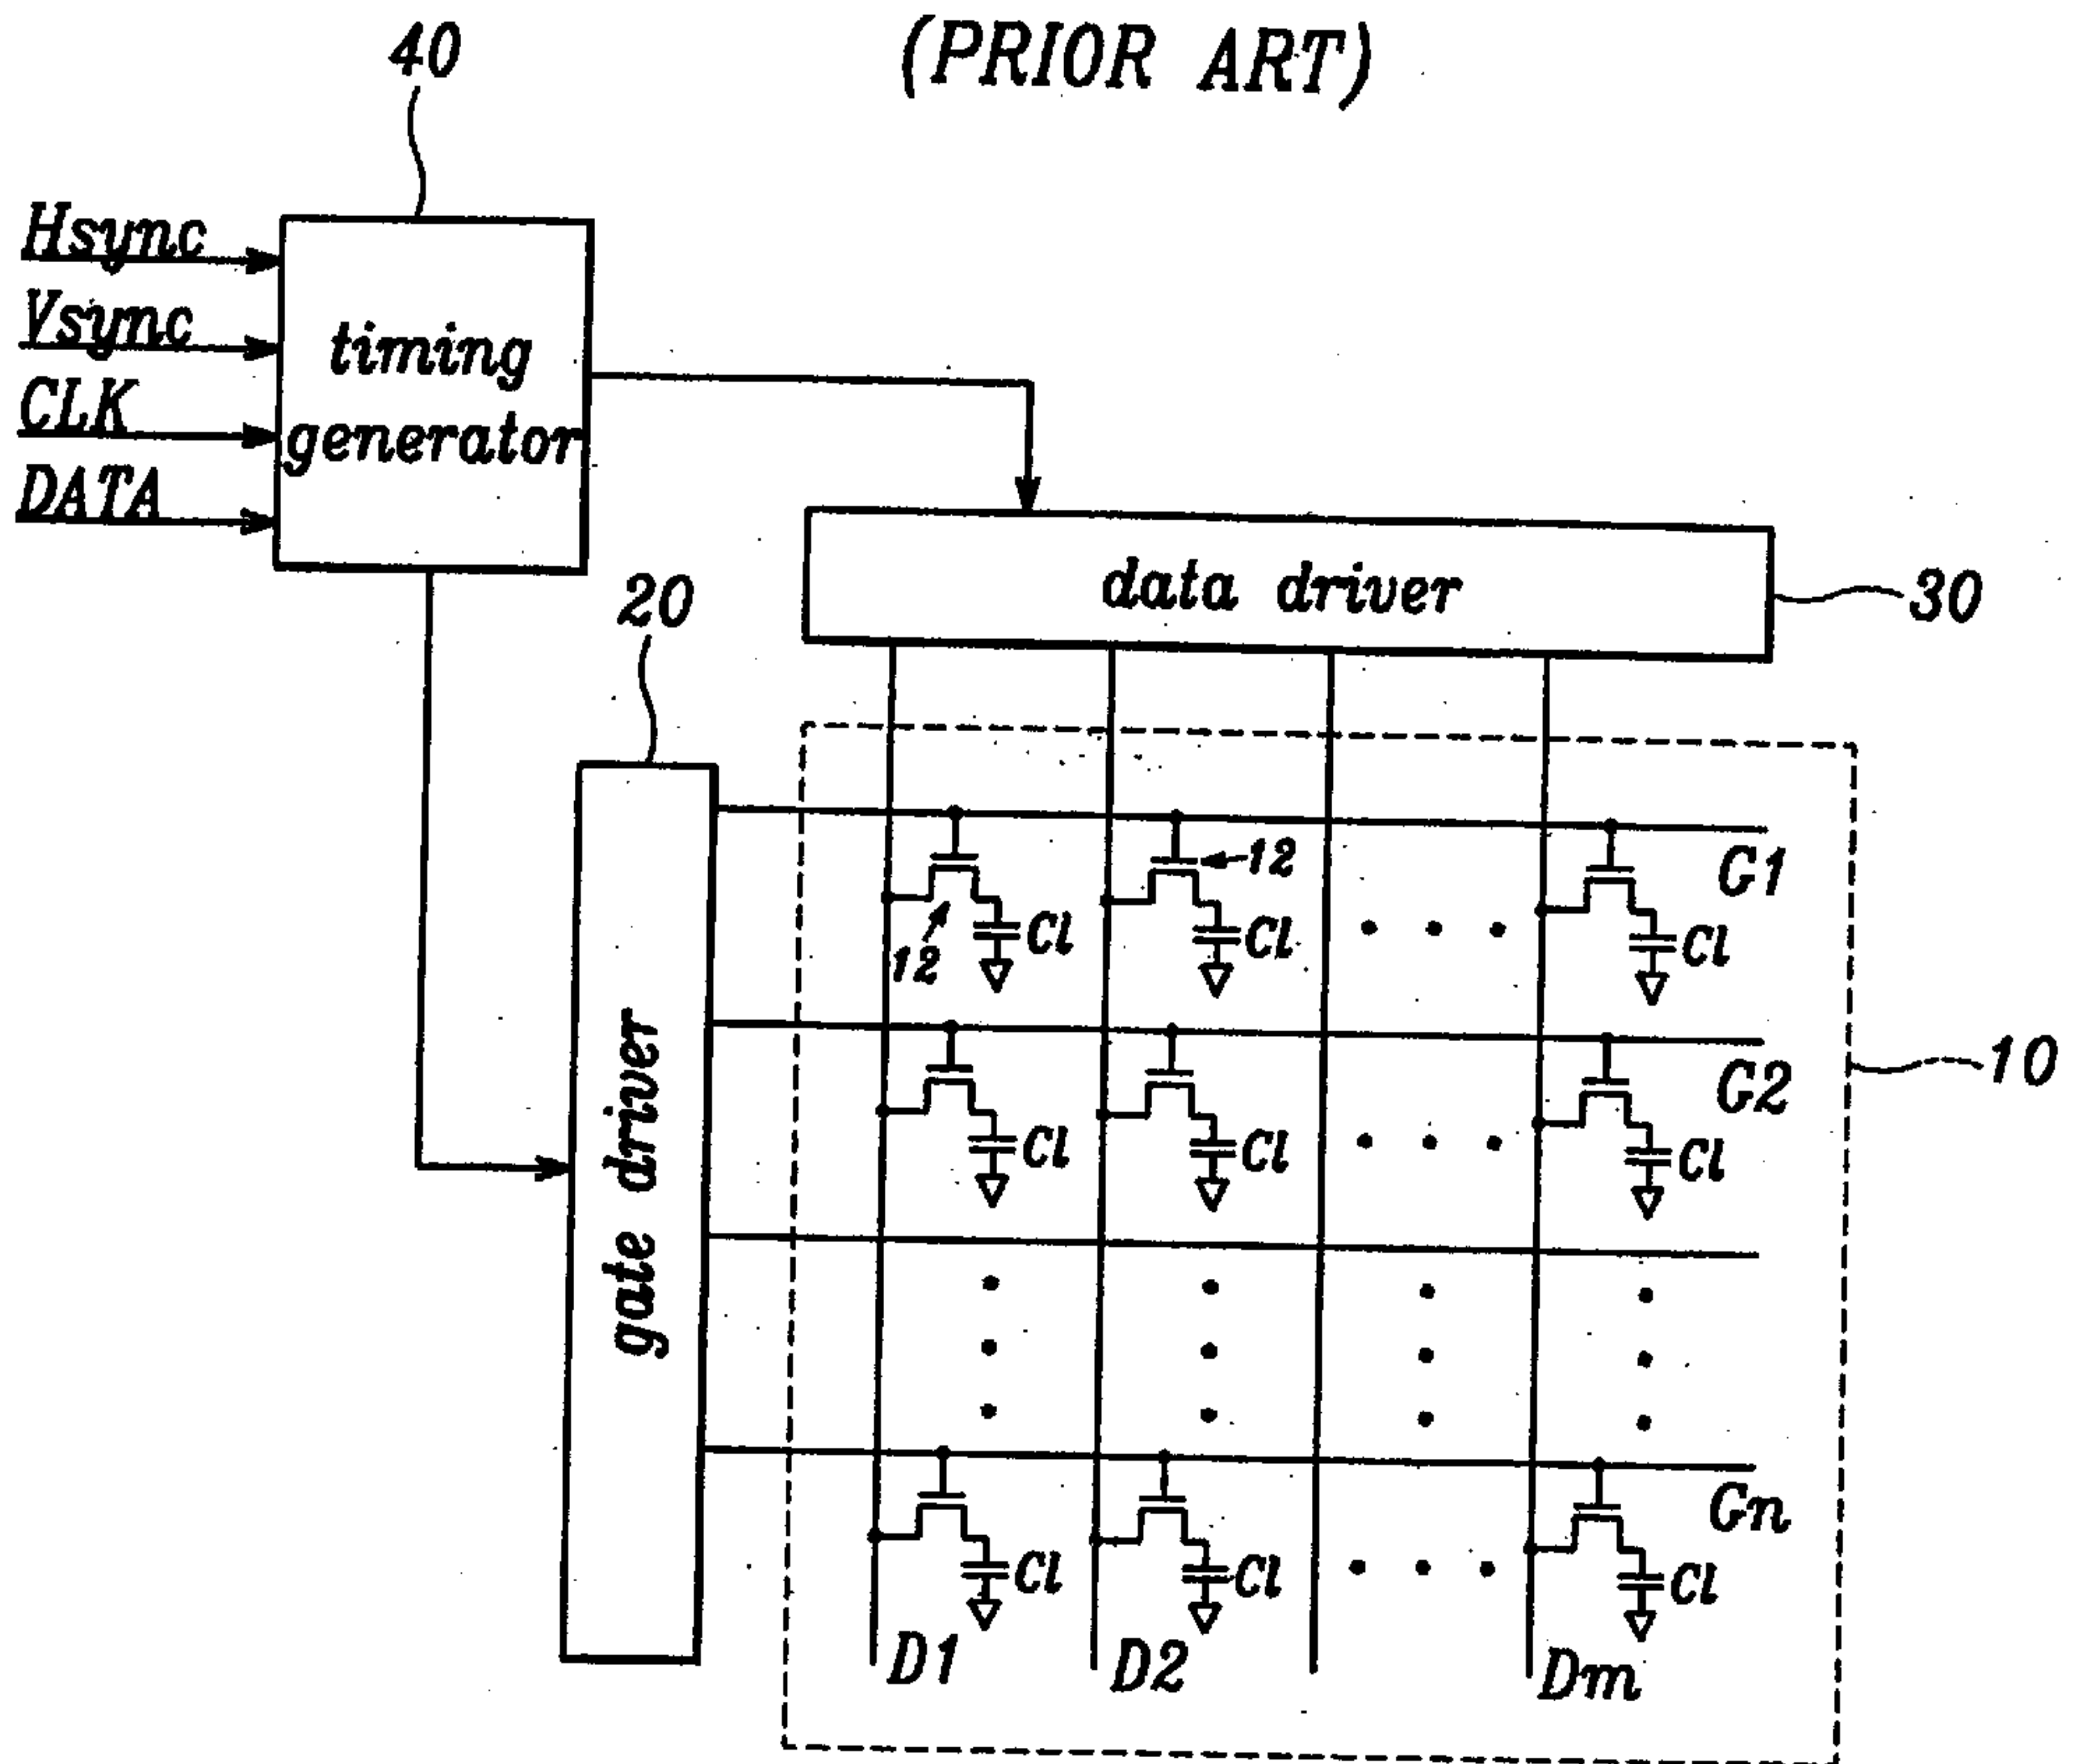 (PRIOR ART)
40
Hsync
Vsync
CLK
DATA
timing
generator
data driver
30
20
gate driver
G1
12
12
Cl
Cl
Cl
G2
10
Cl
Cl
Cl
Gn
Cl
Cl
Cl
D1
D2
Dm